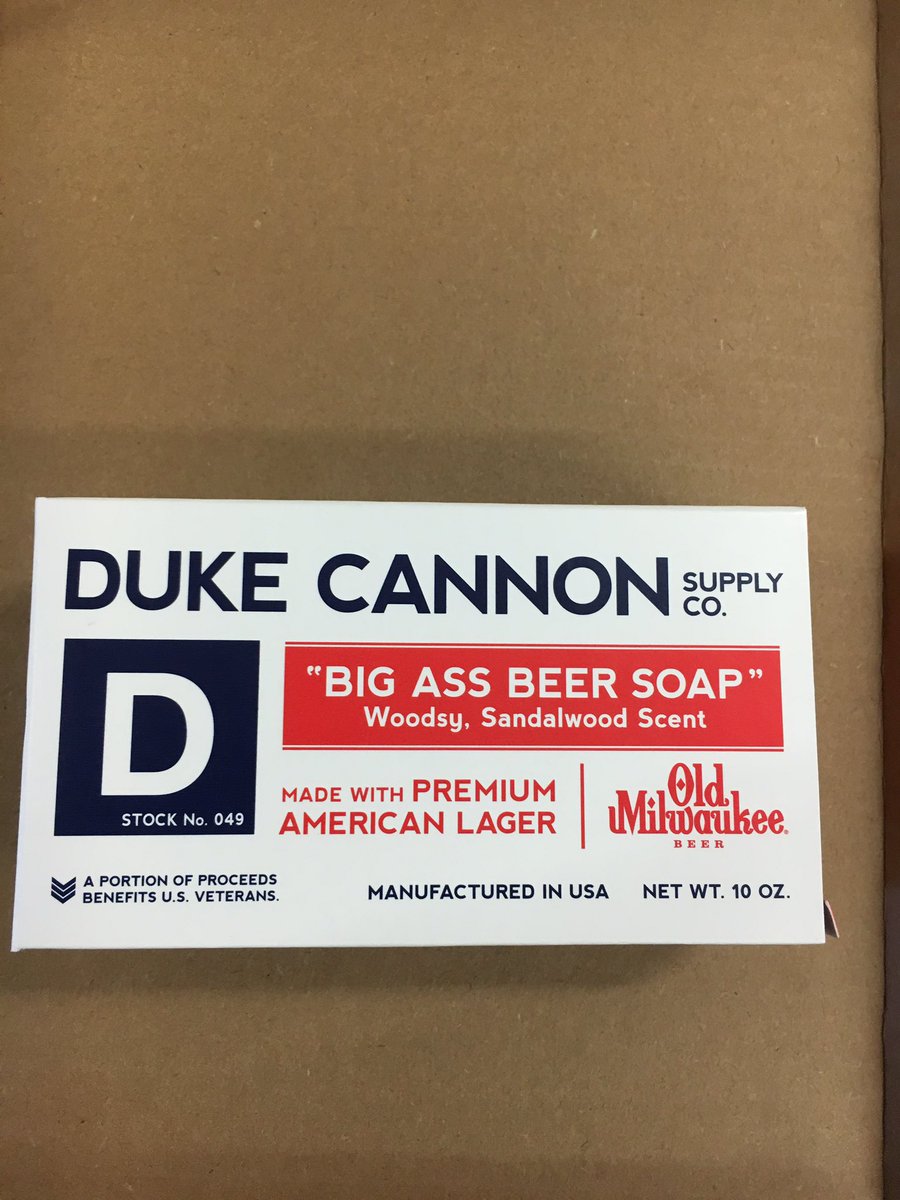 DUKE CANNON SUPPLY CO.
D
STOCK No. 049
"BIG ASS BEER SOAP"
Woodsy, Sandalwood Scent
MADE WITH PREMIUM
AMERICAN LAGER
Old
Milwaukee®
BEER
A PORTION OF PROCEEDS
BENEFITS U.S. VETERANS.
MANUFACTURED IN USA
NET WT. 10 OZ.